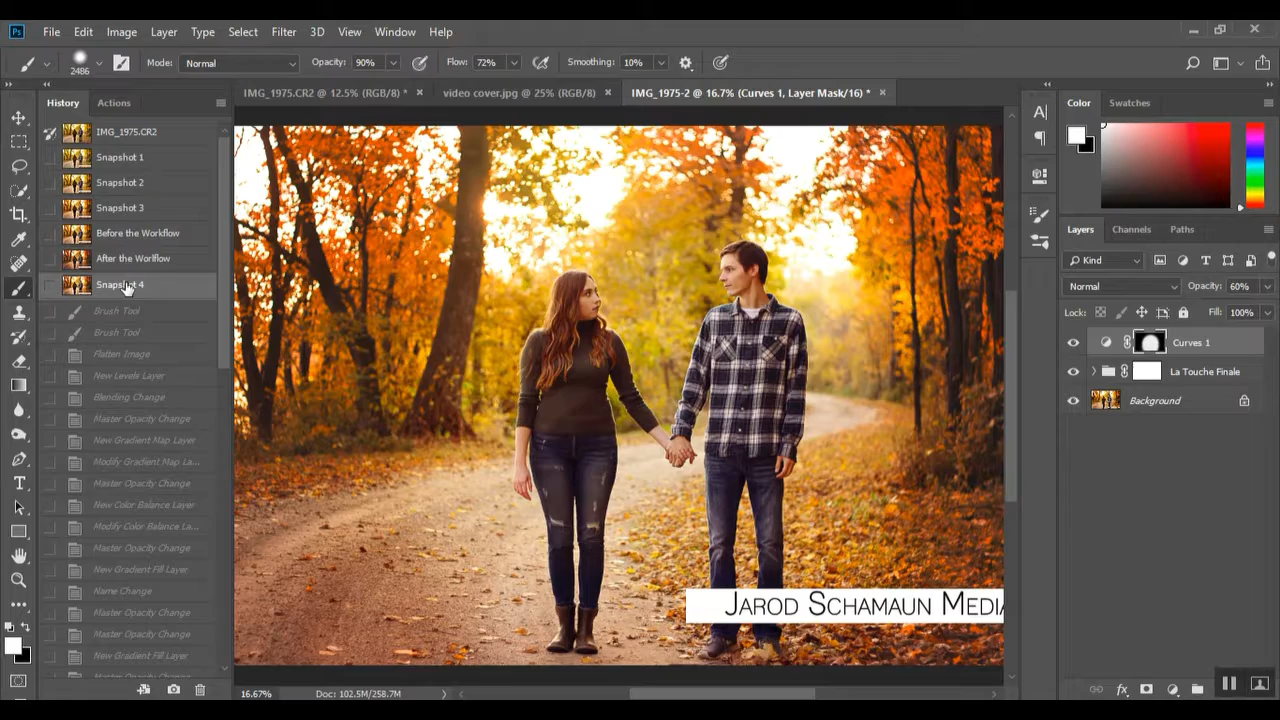 Ps File Edit Image Layer Type Select Filter 3D View Window Help
2486 Mode: Normal Opacity: 90% Flow: 72% Smoothing: 10%
History Actions
IMG_1975.CR2 @ 12.5% (RGB/8) * × video cover.jpg @ 25% (RGB/8) × IMG_1975-2 @ 16.7% (Curves 1, Layer Mask/16) * ×
Color Swatches
IMG_1975.CR2
Snapshot 1
Snapshot 2
Snapshot 3
Before the Workflow
After the Worlflow
Snapshot 4
Brush Tool
Brush Tool
Flatten Image
New Levels Layer
Blending Change
Master Opacity Change
New Gradient Map Layer
Modify Gradient Map La...
Master Opacity Change
New Color Balance Layer
Modify Color Balance La...
Master Opacity Change
New Gradient Fill Layer
Name Change
Master Opacity Change
Master Opacity Change
New Gradient Fill Layer
Jarod Schamaun Media
Layers Channels Paths
Kind
Normal Opacity: 60%
Lock: Fill: 100%
Curves 1
La Touche Finale
Background
16.67% Doc: 102.5M/258.7M